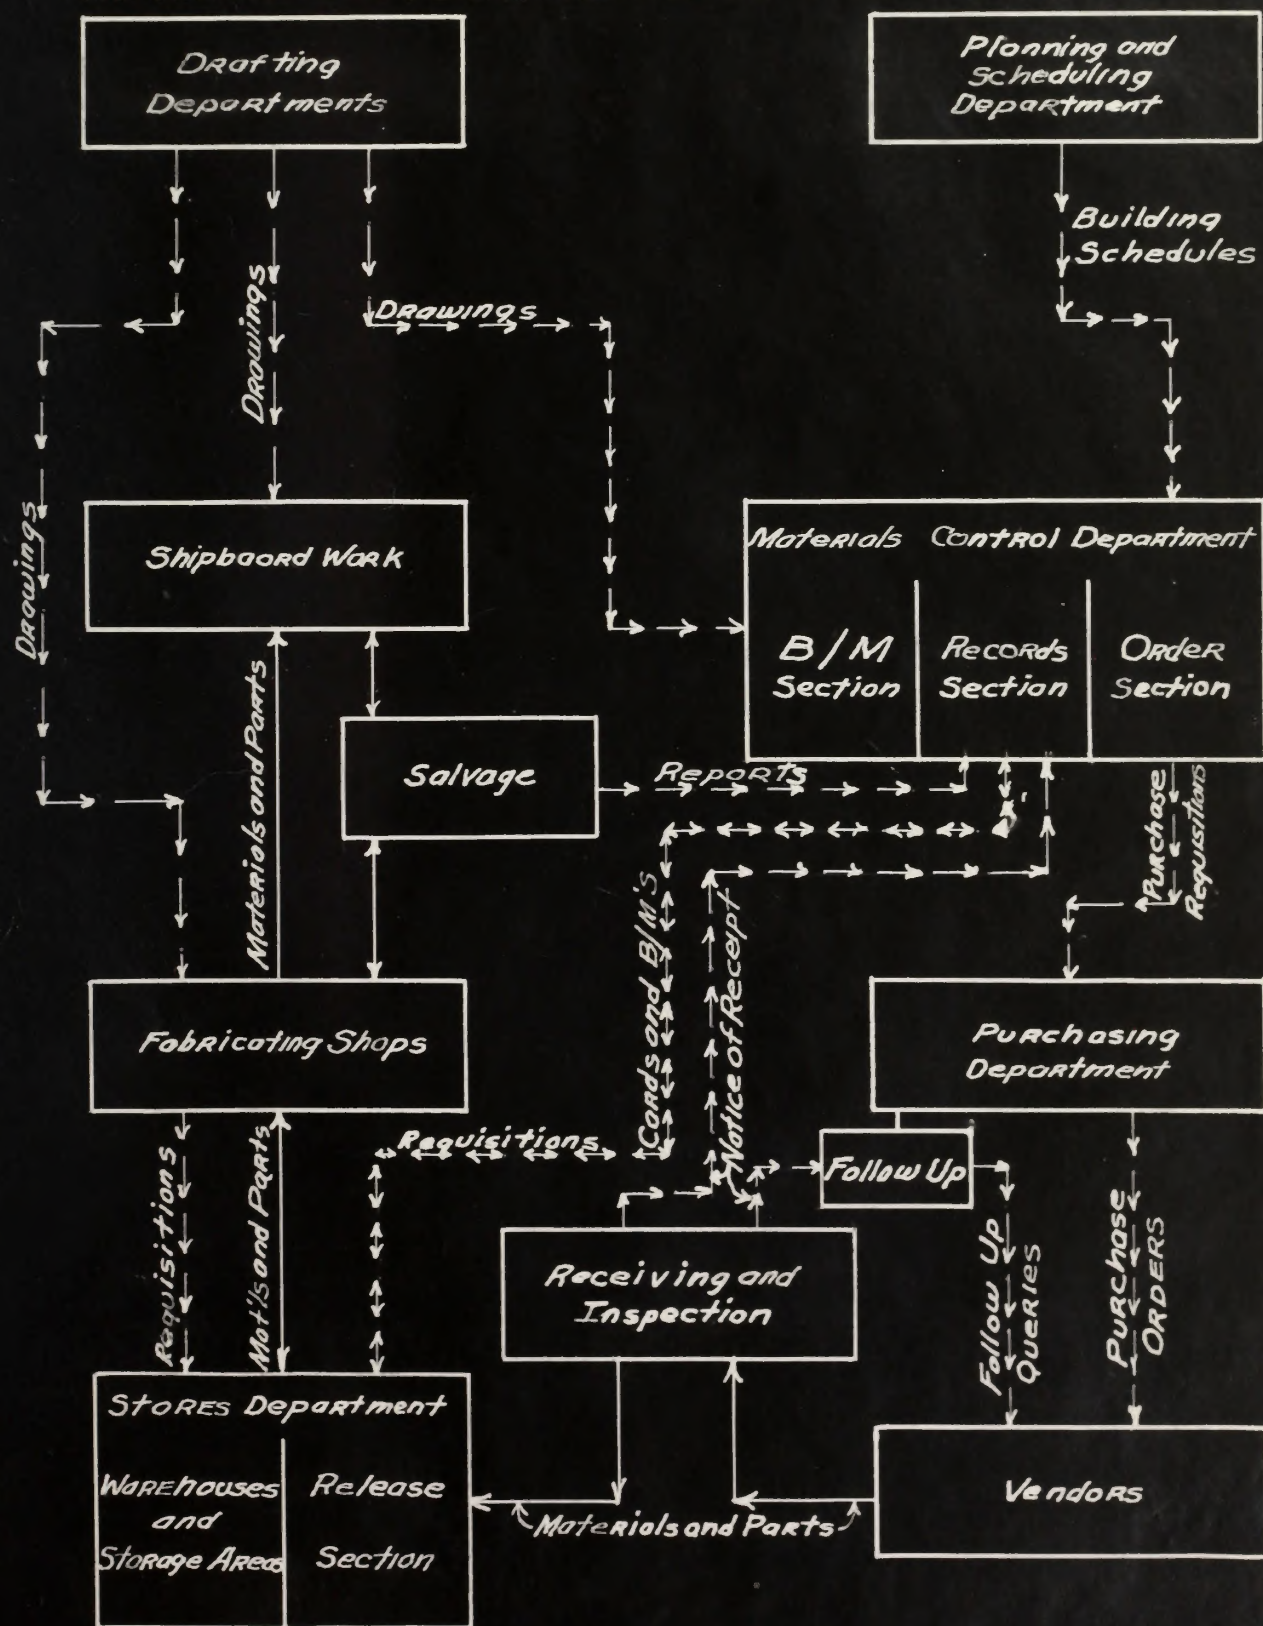 Drafting
Departments
Planning and
Scheduling
Department
Building
Schedules
Drawings
Drawings
Drawings
Shipbaord Work
Materials Control Department
B/M
Section
Records
Section
Order
Section
Materials and Parts
Salvage
Reports
Purchase
Requisitions
Cards and B/M's
Notice of Receipt
Fabricating Shops
Purchasing
Department
Requisitions
Mat'ls and Parts
Requisitions
Follow Up
Receiving and
Inspection
Follow Up
Queries
Purchase
Orders
Stores Department
Warehouses
and
Storage Areas
Release
Section
Materials and Parts
Vendors